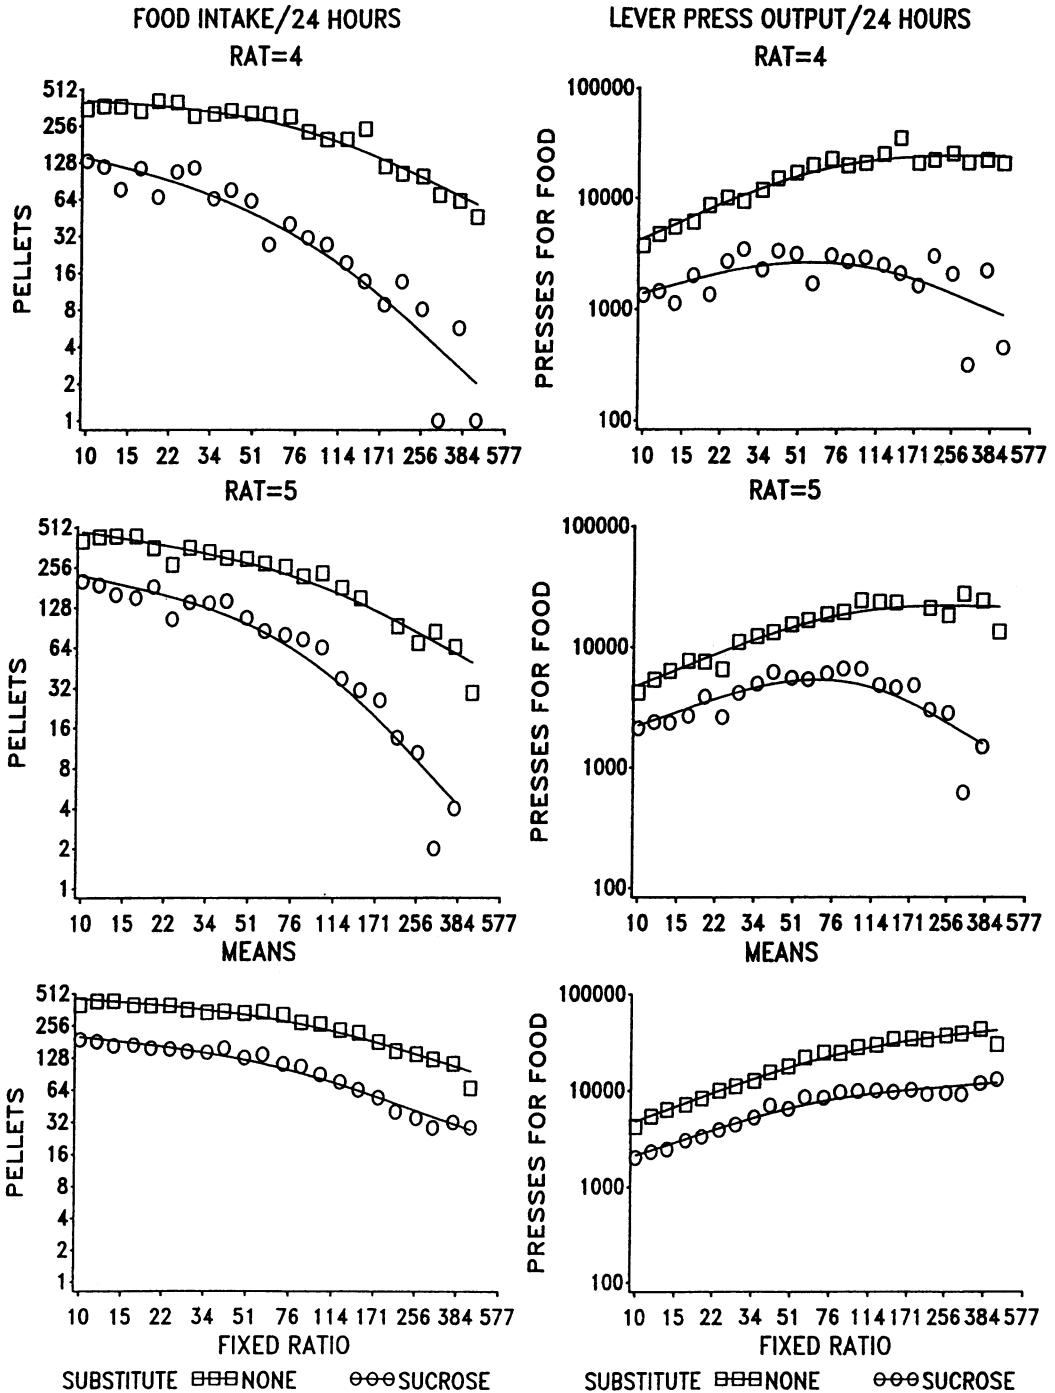 FOOD INTAKE/24 HOURS
RAT=4
PELLETS
512
256
128
64
32
16
8
4
2
1
10 15 22 34 51 76 114 171 256 384 577
LEVER PRESS OUTPUT/24 HOURS
RAT=4
PRESSES FOR FOOD
100000
10000
1000
100
10 15 22 34 51 76 114 171 256 384 577
RAT=5
PELLETS
512
256
128
64
32
16
8
4
2
1
10 15 22 34 51 76 114 171 256 384 577
RAT=5
PRESSES FOR FOOD
100000
10000
1000
100
10 15 22 34 51 76 114 171 256 384 577
MEANS
PELLETS
512
256
128
64
32
16
8
4
2
1
10 15 22 34 51 76 114 171 256 384 577
FIXED RATIO
SUBSTITUTE NONE SUCROSE
MEANS
PRESSES FOR FOOD
100000
10000
1000
100
10 15 22 34 51 76 114 171 256 384 577
FIXED RATIO
SUBSTITUTE NONE SUCROSE